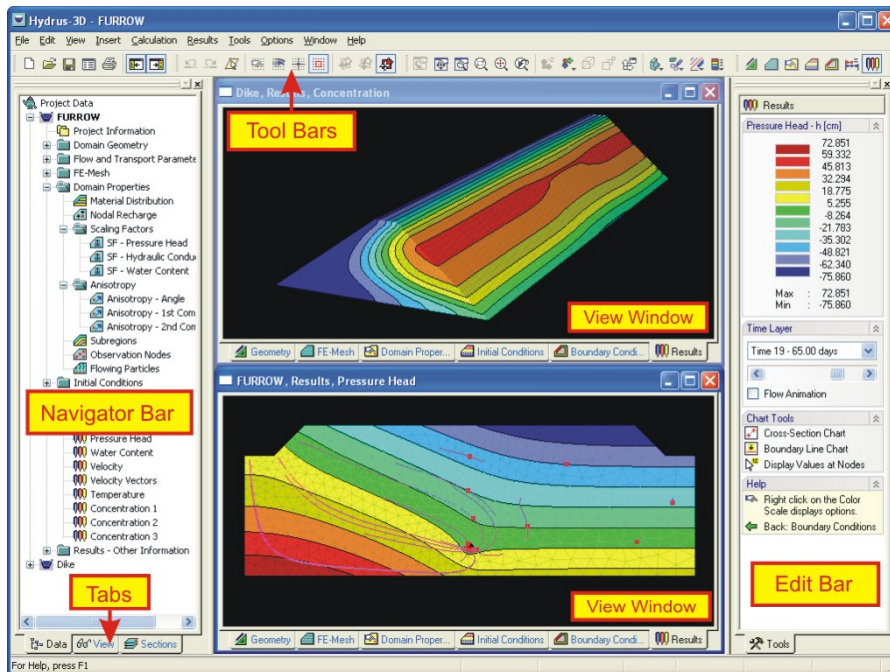 Hydrus-3D - FURROW
File Edit View Insert Calculation Results Tools Options Window Help
Project Data
FURROW
Project Information
Domain Geometry
Flow and Transport Paramete
FE-Mesh
Domain Properties
Material Distribution
Nodal Recharge
Scaling Factors
SF - Pressure Head
SF - Hydraulic Condu
SF - Water Content
Anisotropy
Anisotropy - Angle
Anisotropy - 1st Com
Anisotropy - 2nd Com
Subregions
Observation Nodes
Flowing Particles
Initial Conditions
Navigator Bar
Pressure Head
Water Content
Velocity
Velocity Vectors
Temperature
Concentration 1
Concentration 2
Concentration 3
Results - Other Information
Dike
Tabs
Data View Sections
For Help, press F1
Dike, Results, Concentration
Tool Bars
View Window
Geometry FE-Mesh Domain Proper... Initial Conditions Boundary Condi... Results
FURROW, Results, Pressure Head
View Window
Geometry FE-Mesh Domain Proper... Initial Conditions Boundary Condi... Results
Results
Pressure Head - h [cm]
72.851
59.332
45.813
32.294
18.775
5.255
-8.264
-21.783
-35.302
-48.821
-62.340
-75.860
Max : 72.851
Min : -75.860
Time Layer
Time 19 - 65.00 days
Flow Animation
Chart Tools
Cross-Section Chart
Boundary Line Chart
Display Values at Nodes
Help
Right click on the Color
Scale displays options.
Back: Boundary Conditions
Edit Bar
Tools